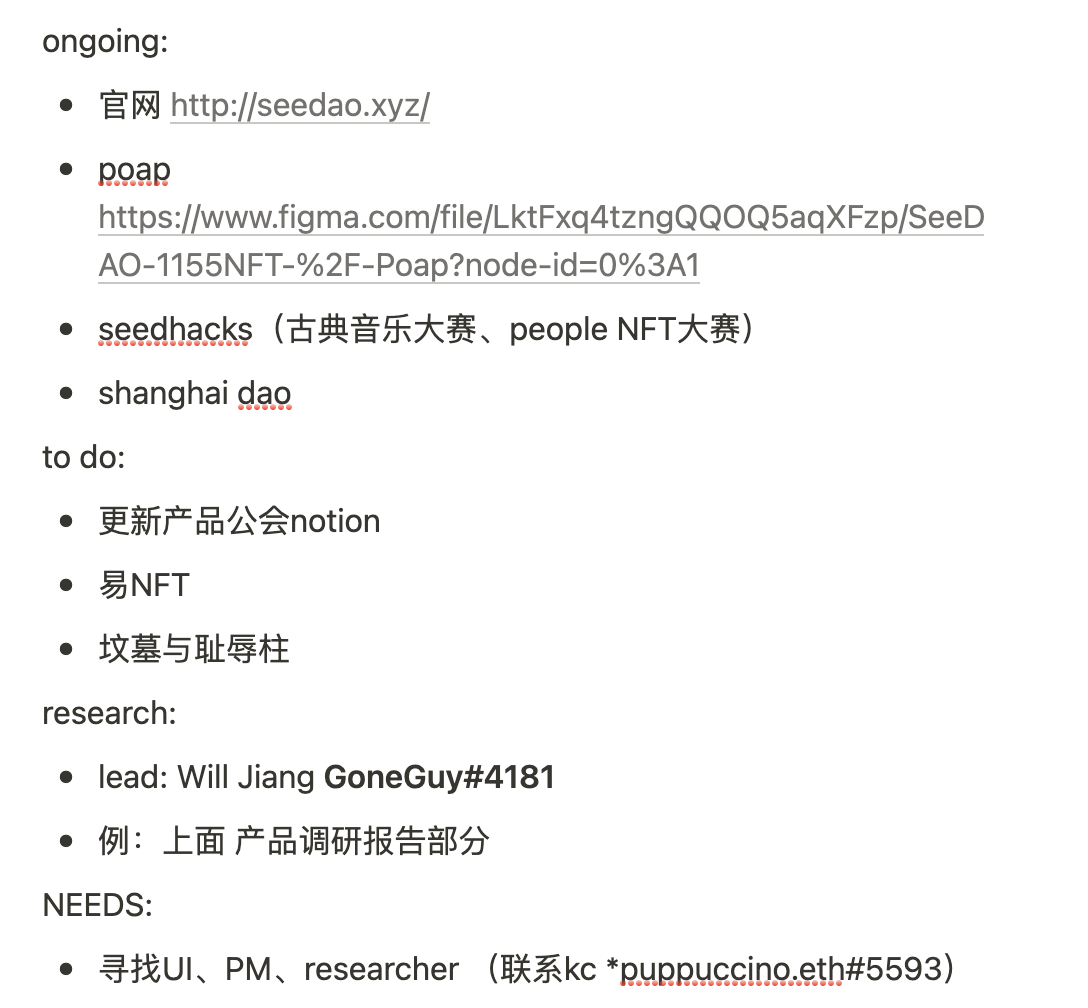 ongoing:
官网 http://seedao.xyz/
poap
https://www.figma.com/file/LktFxq4tzngQQOQ5aqXFzp/SeeD
AO-1155NFT-%2F-Poap?node-id=0%3A1
seedhacks（古典音乐大赛、people NFT大赛）
shanghai dao
to do:
更新产品公会notion
易NFT
坟墓与耻辱柱
research:
lead: Will Jiang GoneGuy#4181
例：上面 产品调研报告部分
NEEDS:
寻找UI、PM、researcher （联系kc *puppuccino.eth#5593）